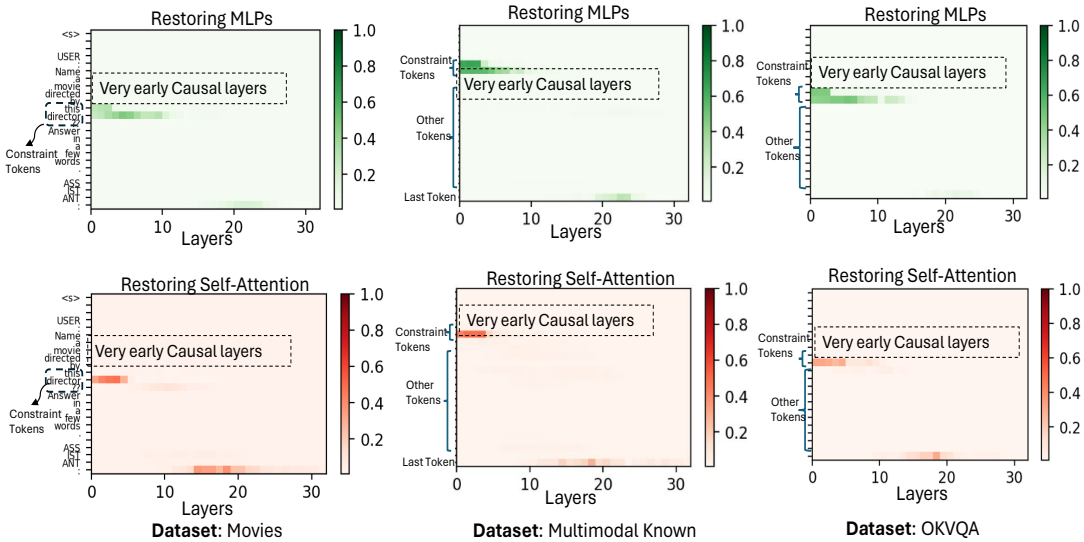 Restoring MLPs
<s>
USER
:
Name
a
movie
directed
by
this
director
??
Answer
in
a
few
words
.
ASS
IST
ANT
:
Constraint
Tokens
Very early Causal layers
1.0
0.8
0.6
0.4
0.2
0 10 20 30
Layers
Restoring MLPs
Constraint
Tokens
Very early Causal layers
Other
Tokens
Last Token
1.0
0.8
0.6
0.4
0.2
0 10 20 30
Layers
Restoring MLPs
Constraint
Tokens
Very early Causal layers
Other
Tokens
1.0
0.8
0.6
0.4
0.2
0 10 20 30
Layers
Restoring Self-Attention
<s>
USER
:
Name
a
movie
directed
by
this
director
??
Answer
in
a
few
words
.
ASS
IST
ANT
:
Constraint
Tokens
Very early Causal layers
1.0
0.8
0.6
0.4
0.2
0 10 20 30
Layers
Dataset: Movies
Restoring Self-Attention
Constraint
Tokens
Very early Causal layers
Other
Tokens
Last Token
1.0
0.8
0.6
0.4
0.2
0 10 20 30
Layers
Dataset: Multimodal Known
Restoring Self-Attention
Constraint
Tokens
Very early Causal layers
Other
Tokens
1.0
0.8
0.6
0.4
0.2
0 10 20 30
Layers
Dataset: OKVQA